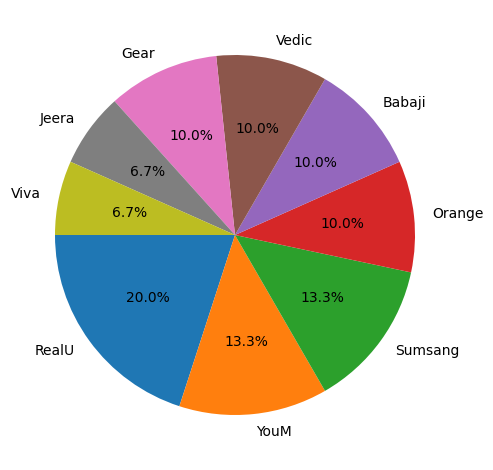 Vedic
Gear
Babaji
Jeera
10.0%
10.0%
10.0%
6.7%
Viva
6.7%
Orange
10.0%
20.0%
13.3%
13.3%
RealU
Sumsang
YouM